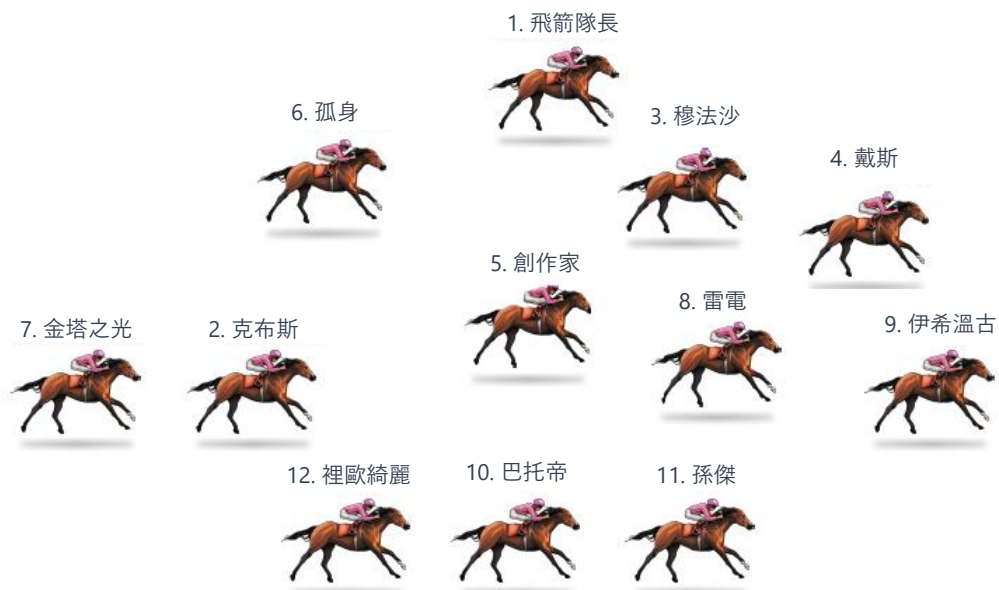 1. 飛箭隊長
6. 孤身
3. 穆法沙
4. 戴斯
5. 創作家
8. 雷電
9. 伊希溫古
7. 金塔之光
2. 克布斯
12. 裡歐綺麗
10. 巴托帝
11. 孫傑